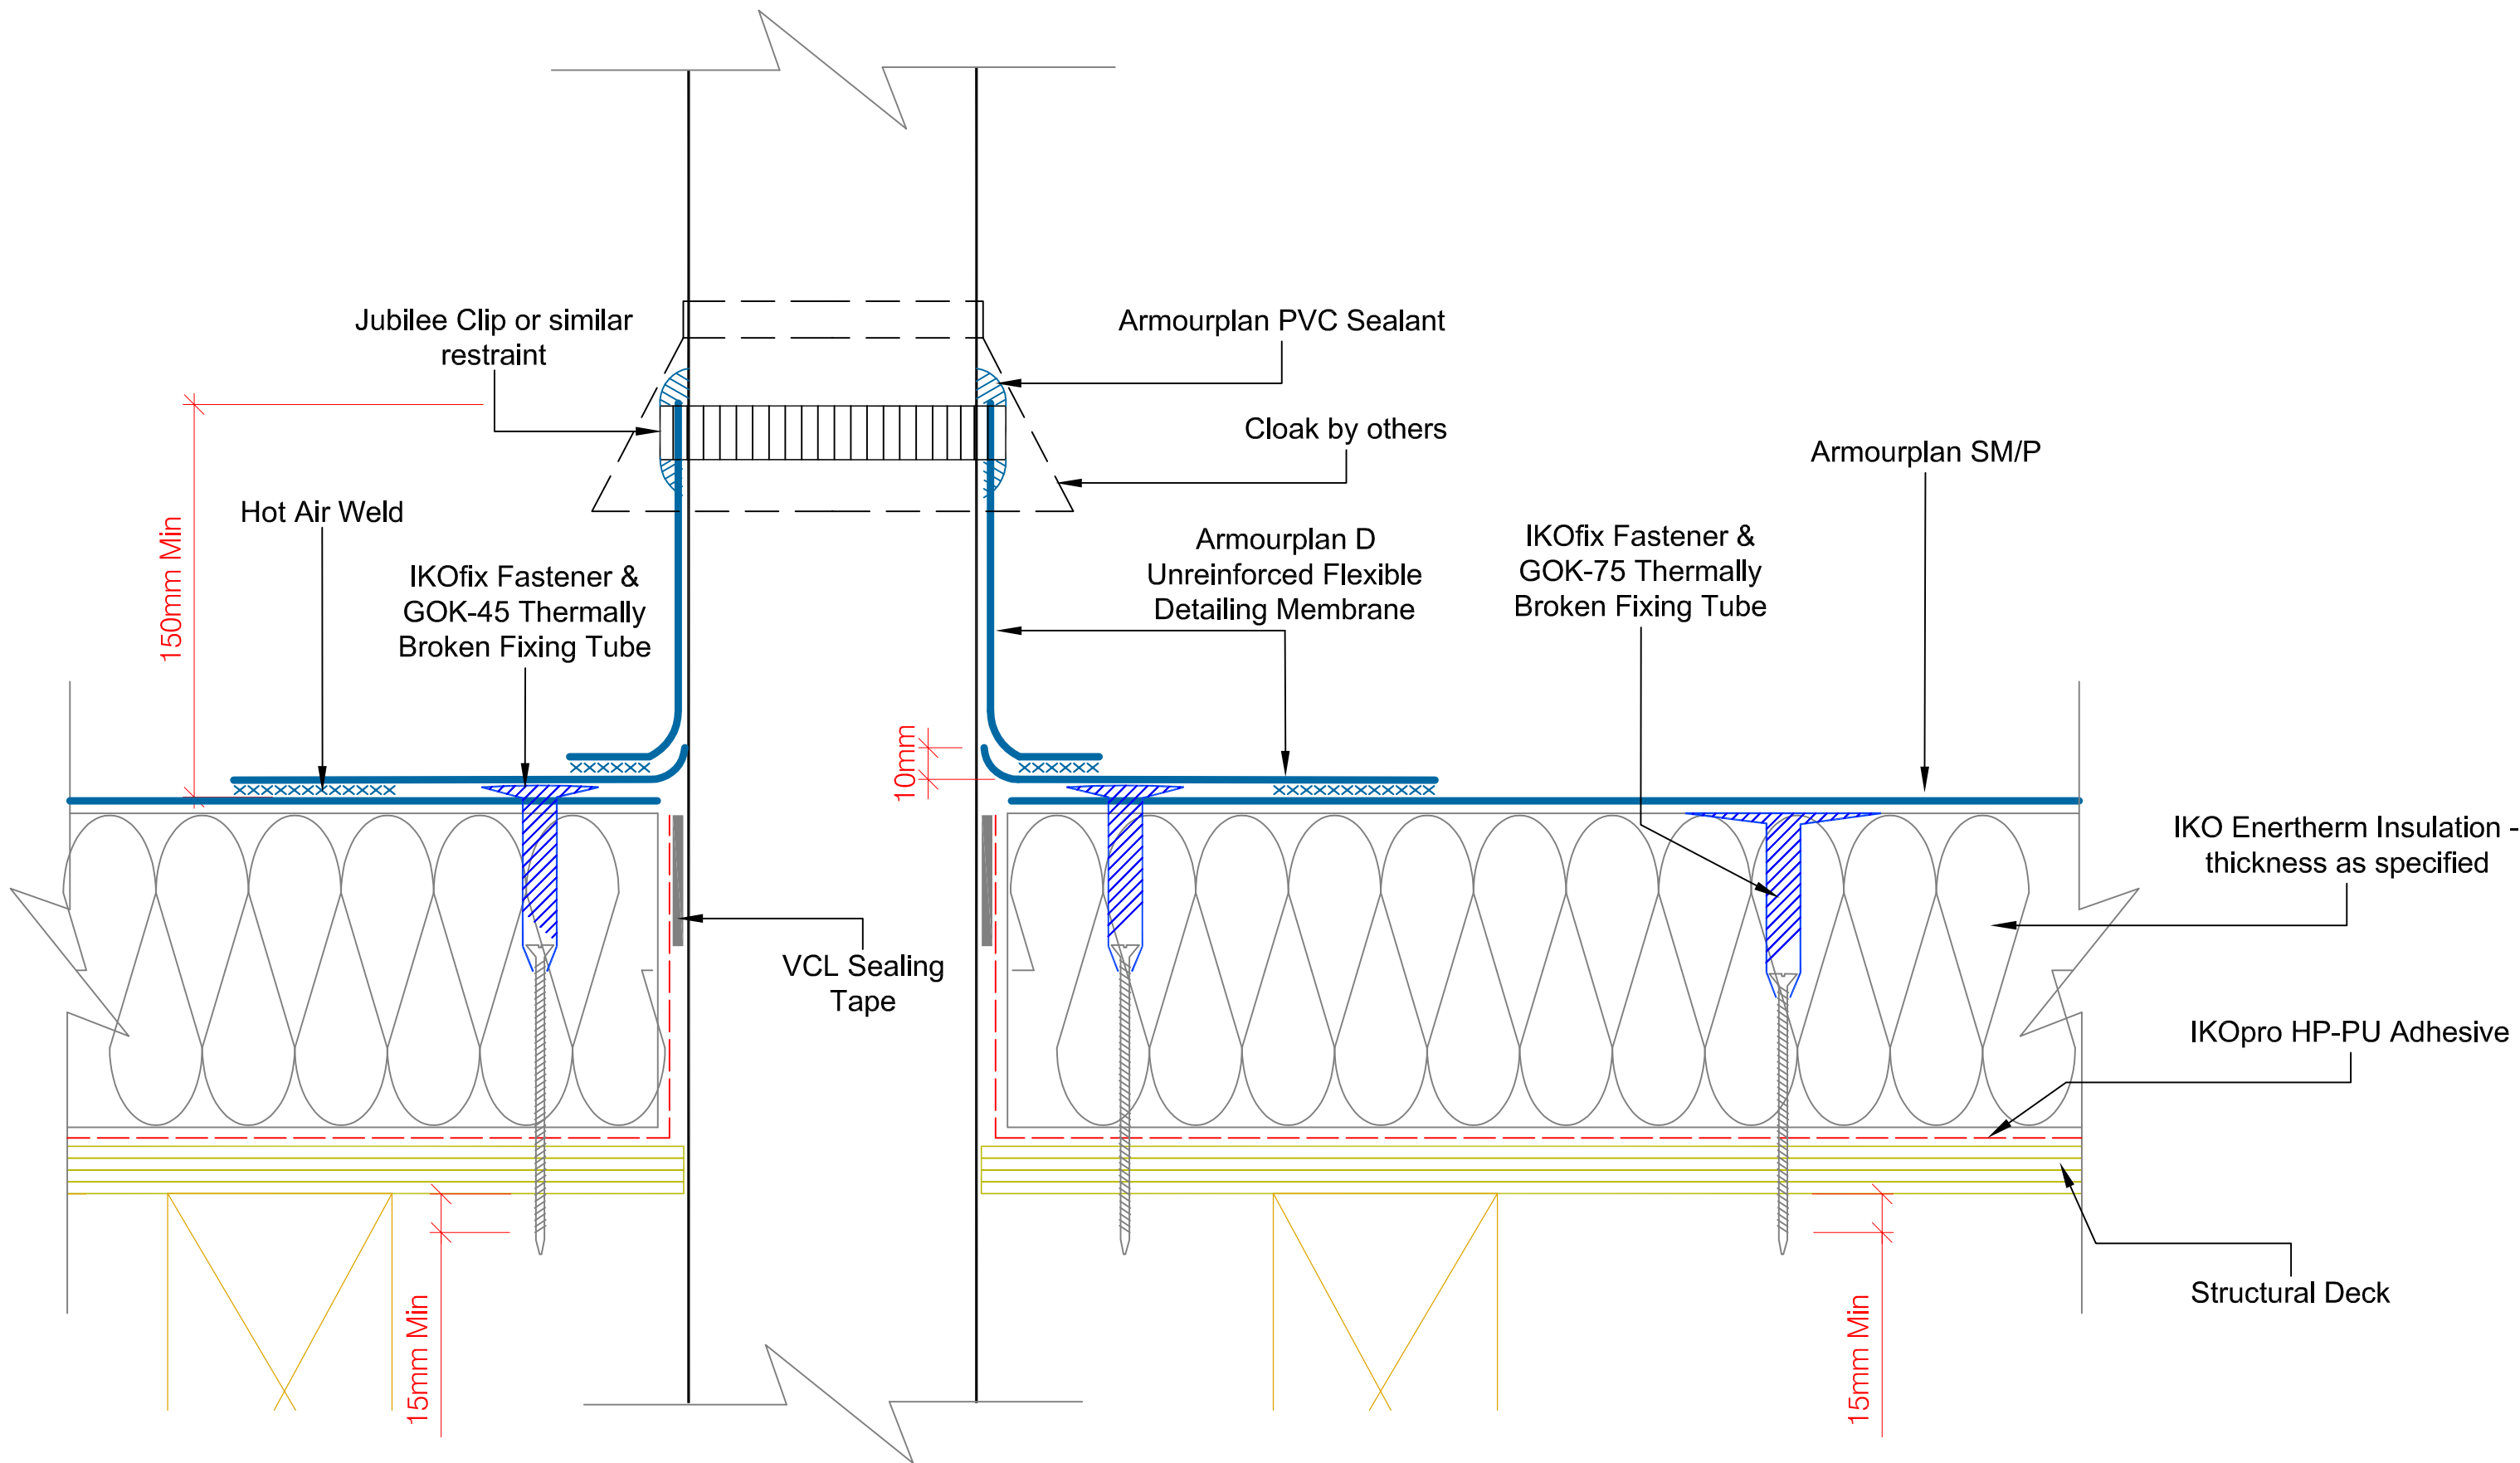 Jubilee Clip or similar
restraint
Armourplan PVC Sealant
Cloak by others
Armourplan SM/P
Hot Air Weld
150mm Min
IKOfix Fastener &
GOK-45 Thermally
Broken Fixing Tube
Armourplan D
Unreinforced Flexible
Detailing Membrane
IKOfix Fastener &
GOK-75 Thermally
Broken Fixing Tube
10mm
IKO Enertherm Insulation -
thickness as specified
VCL Sealing
Tape
IKOpro HP-PU Adhesive
Structural Deck
15mm Min
15mm Min